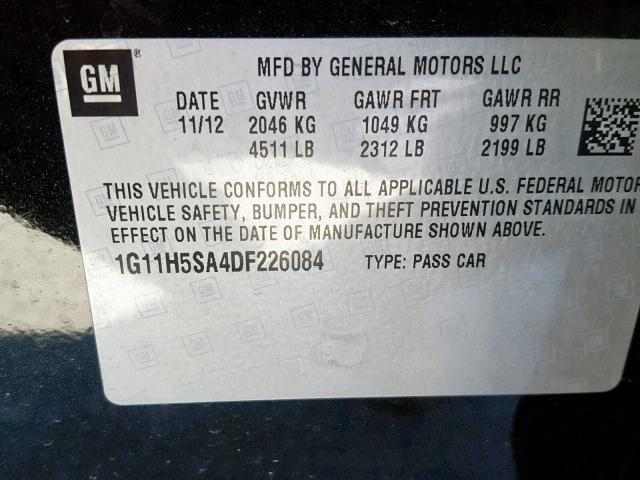 GM ®
MFD BY GENERAL MOTORS LLC
DATE GVWR GAWR FRT GAWR RR
11/12 2046 KG 1049 KG 997 KG
4511 LB 2312 LB 2199 LB
THIS VEHICLE CONFORMS TO ALL APPLICABLE U.S. FEDERAL MOTOR
VEHICLE SAFETY, BUMPER, AND THEFT PREVENTION STANDARDS IN
EFFECT ON THE DATE OF MANUFACTURE SHOWN ABOVE.
1G11H5SA4DF226084 TYPE: PASS CAR